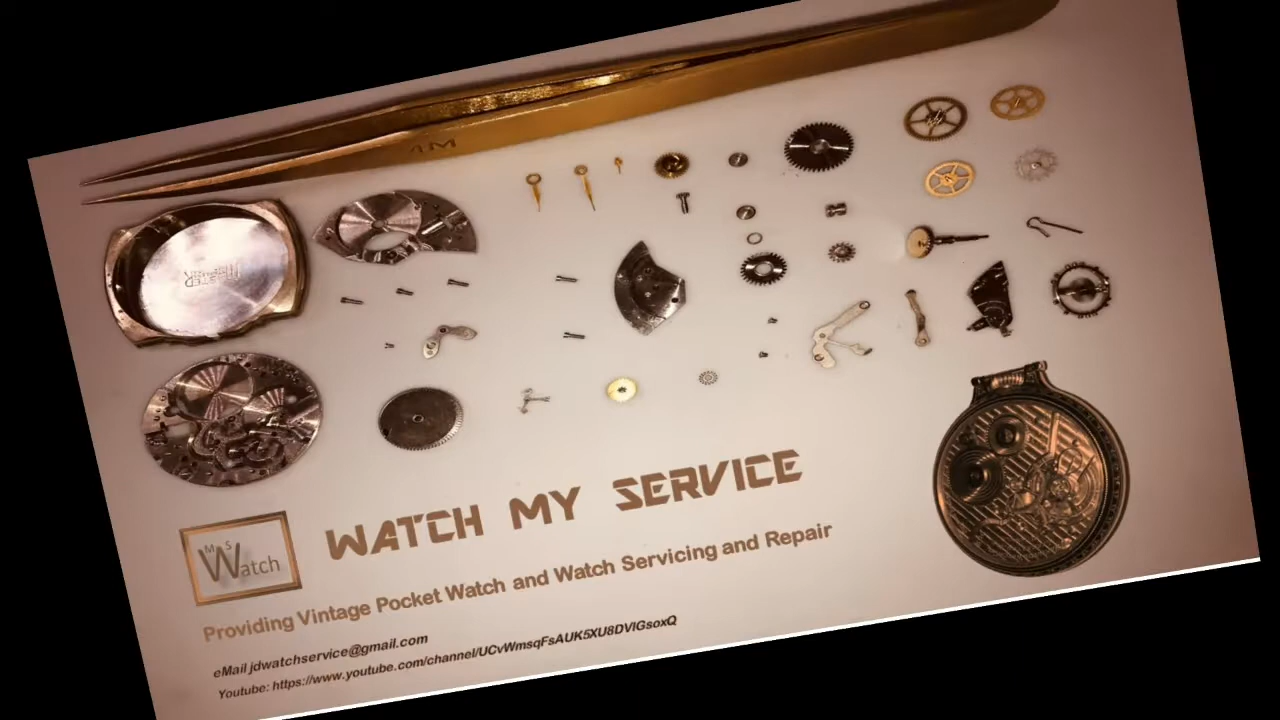 WATCH MY SERVICE
M S
Watch
Providing Vintage Pocket Watch and Watch Servicing and Repair
eMail jdwatchservice@gmail.com
Youtube: https://www.youtube.com/channel/UCvWmsqFsAUK5XU8DVIGsoxQ